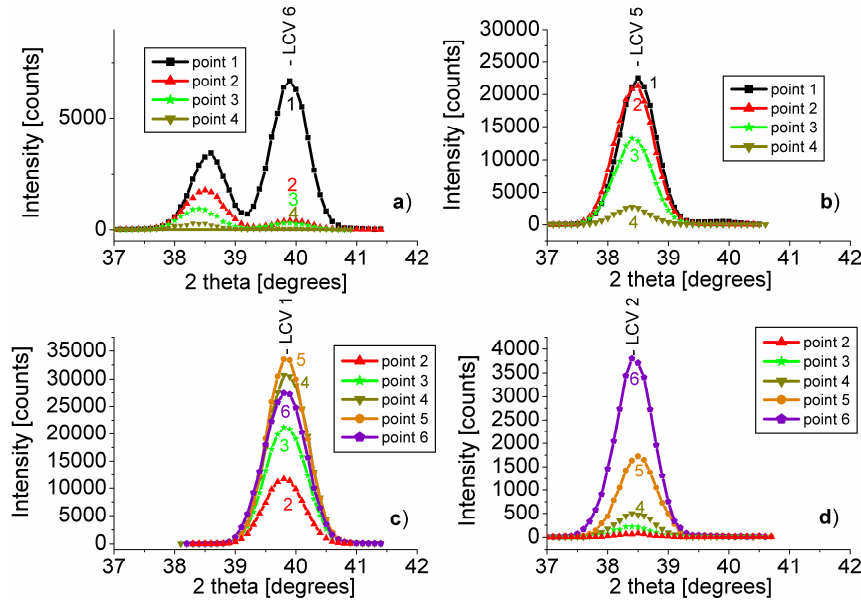 - LCV 6
Intensity [counts]
5000
0
point 1
point 2
point 3
point 4
1
2
3
4
a)
37 38 39 40 41 42
2 theta [degrees]
- LCV 5
Intensity [counts]
30000
25000
20000
15000
10000
5000
0
point 1
point 2
point 3
point 4
1
2
3
4
b)
37 38 39 40 41 42
2 theta [degrees]
- LCV 1
Intensity [counts]
35000
30000
25000
20000
15000
10000
5000
0
point 2
point 3
point 4
point 5
point 6
5
4
6
3
2
c)
37 38 39 40 41 42
2 theta [degrees]
- LCV 2
Intensity [counts]
4000
3500
3000
2500
2000
1500
1000
500
0
point 2
point 3
point 4
point 5
point 6
6
5
4
3
2
d)
37 38 39 40 41 42
2 theta [degrees]